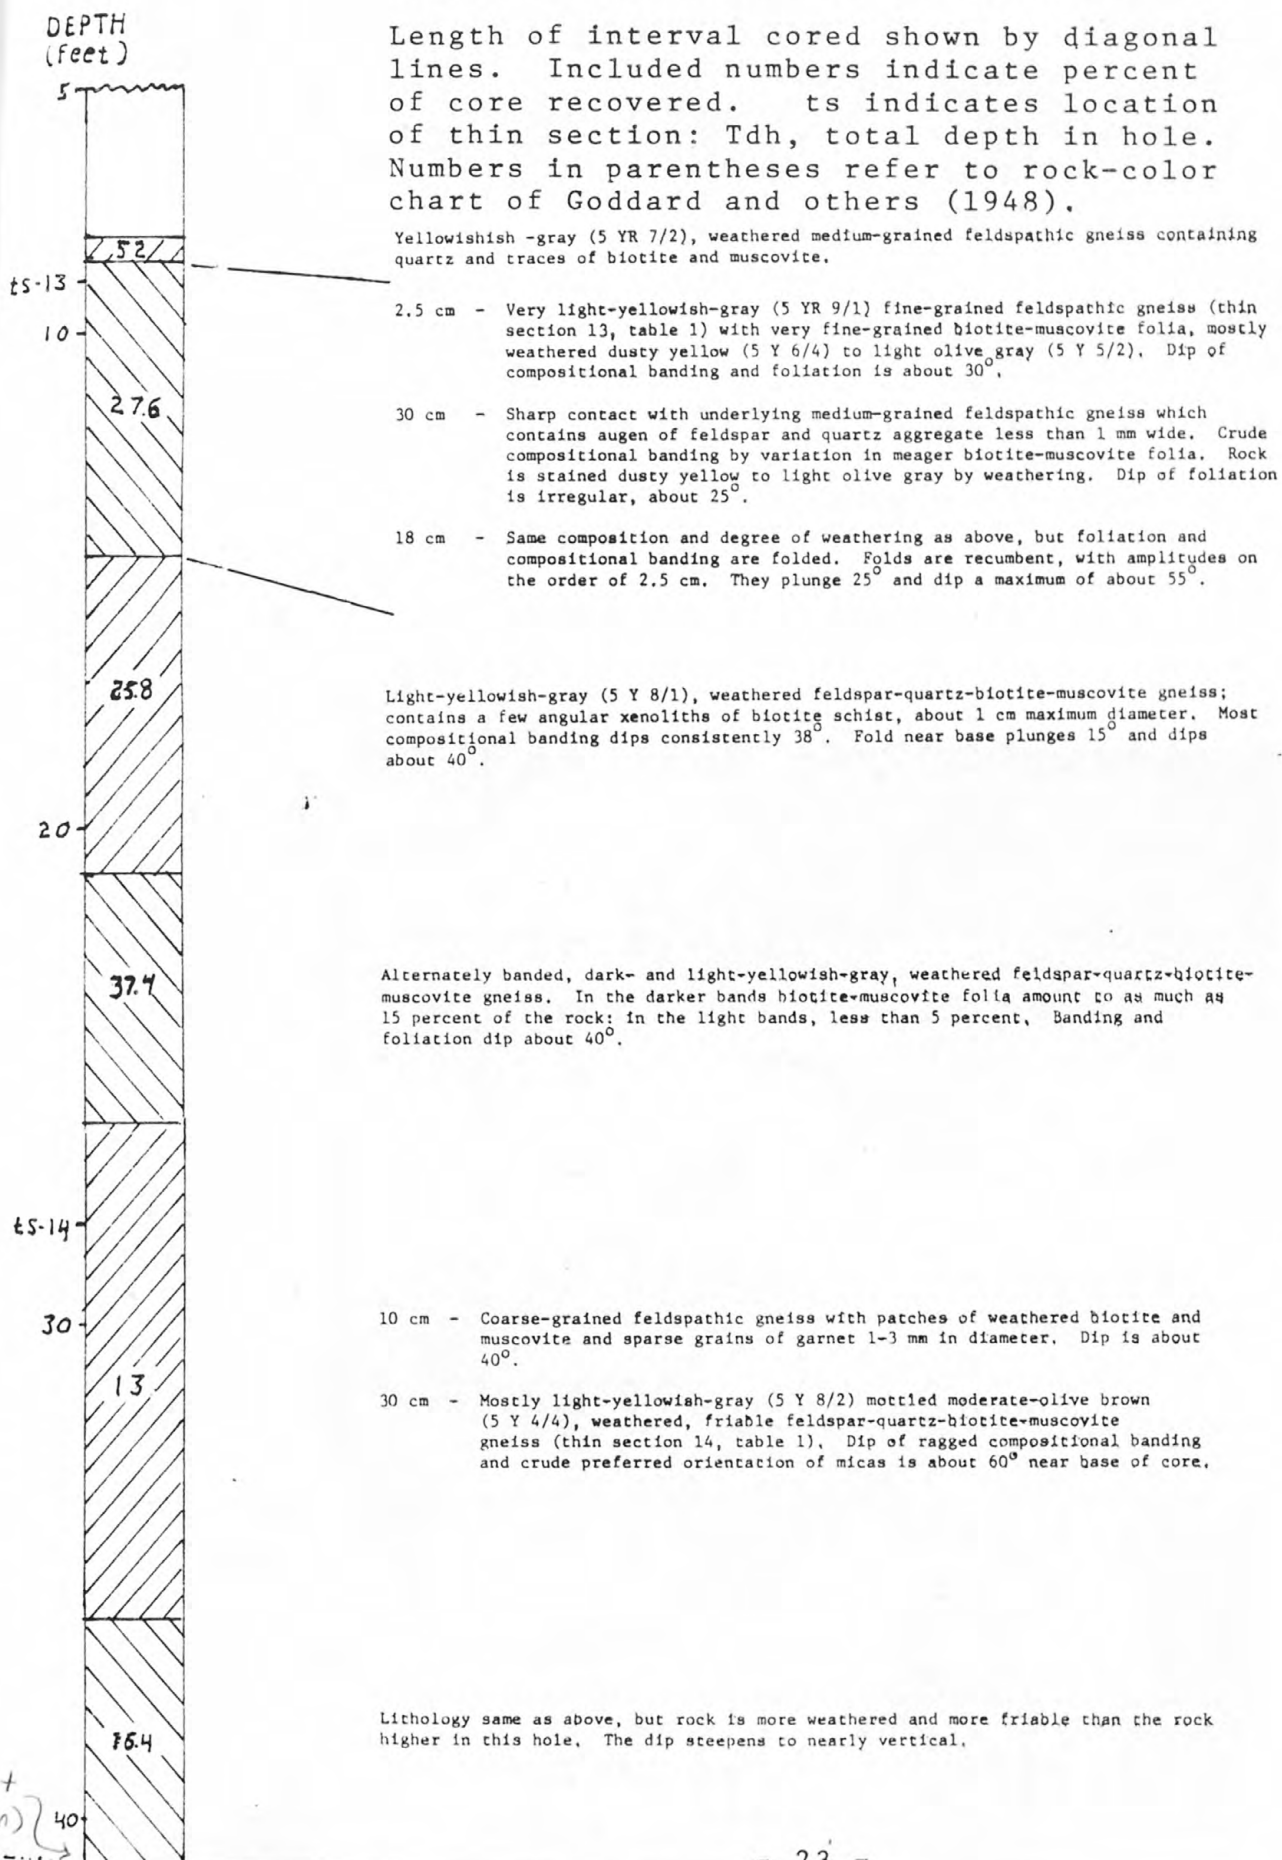 DEPTH
(feet)
Length of interval cored shown by diagonal
lines. Included numbers indicate percent
of core recovered. ts indicates location
of thin section: Tdh, total depth in hole.
Numbers in parentheses refer to rock-color
chart of Goddard and others (1948).
5
52
Yellowishish -gray (5 YR 7/2), weathered medium-grained feldspathic gneiss containing
quartz and traces of biotite and muscovite.
ts-13
2.5 cm - Very light-yellowish-gray (5 YR 9/1) fine-grained feldspathic gneiss (thin
section 13, table 1) with very fine-grained biotite-muscovite folia, mostly
weathered dusty yellow (5 Y 6/4) to light olive gray (5 Y 5/2). Dip of
compositional banding and foliation is about 30°.
10
27.6
30 cm - Sharp contact with underlying medium-grained feldspathic gneiss which
contains augen of feldspar and quartz aggregate less than 1 mm wide. Crude
compositional banding by variation in meager biotite-muscovite folia. Rock
is stained dusty yellow to light olive gray by weathering. Dip of foliation
is irregular, about 25°.
18 cm - Same composition and degree of weathering as above, but foliation and
compositional banding are folded. Folds are recumbent, with amplitudes on
the order of 2.5 cm. They plunge 25° and dip a maximum of about 55°.
25.8
Light-yellowish-gray (5 Y 8/1), weathered feldspar-quartz-biotite-muscovite gneiss;
contains a few angular xenoliths of biotite schist, about 1 cm maximum diameter. Most
compositional banding dips consistently 38°. Fold near base plunges 15° and dips
about 40°.
20
37.4
Alternately banded, dark- and light-yellowish-gray, weathered feldspar-quartz-biotite-
muscovite gneiss. In the darker bands biotite-muscovite folia amount to as much as
15 percent of the rock: in the light bands, less than 5 percent. Banding and
foliation dip about 40°.
ts-14
30
10 cm - Coarse-grained feldspathic gneiss with patches of weathered biotite and
muscovite and sparse grains of garnet 1-3 mm in diameter. Dip is about
40°.
13
30 cm - Mostly light-yellowish-gray (5 Y 8/2) mottled moderate-olive brown
(5 Y 4/4), weathered, friable feldspar-quartz-biotite-muscovite
gneiss (thin section 14, table 1). Dip of ragged compositional banding
and crude preferred orientation of micas is about 60° near base of core.
Lithology same as above, but rock is more weathered and more friable than the rock
higher in this hole. The dip steepens to nearly vertical.
16.4
40
- 23 -